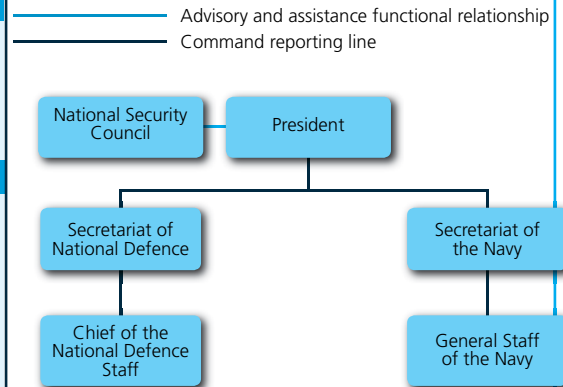 Advisory and assistance functional relationship
Command reporting line
National Security
Council
President
Secretariat of
National Defence
Secretariat of
the Navy
Chief of the
National Defence
Staff
General Staff
of the Navy